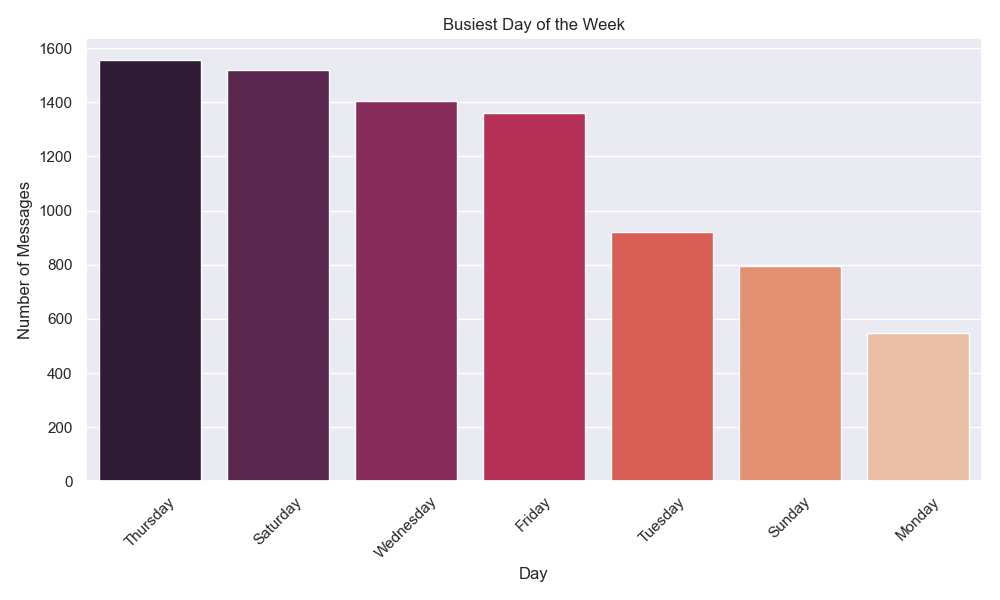 Busiest Day of the Week
1600
1400
1200
1000
800
600
400
200
0
Number of Messages
Thursday
Saturday
Wednesday
Friday
Tuesday
Sunday
Monday
Day